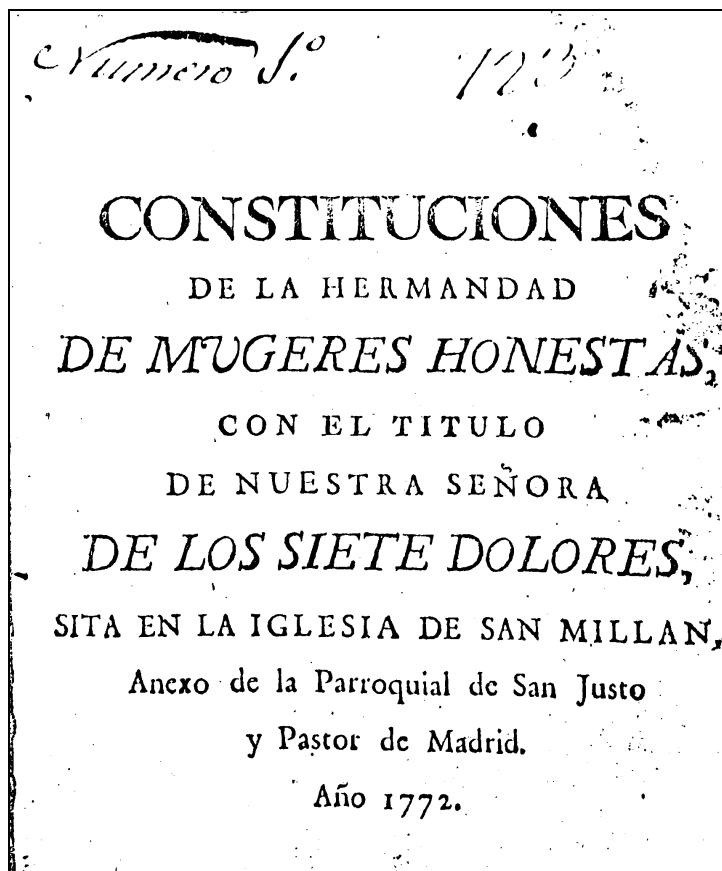 Numero 
123
CONSTITUCIONES
DE LA HERMANDAD
DE MUGERES HONESTAS,
CON EL TITULO
DE NUESTRA SEÑORA
DE LOS SIETE DOLORES,
SITA EN LA IGLESIA DE SAN MILLAN,
Anexo de la Parroquial de San Justo
y Pastor de Madrid.
Año 1772.